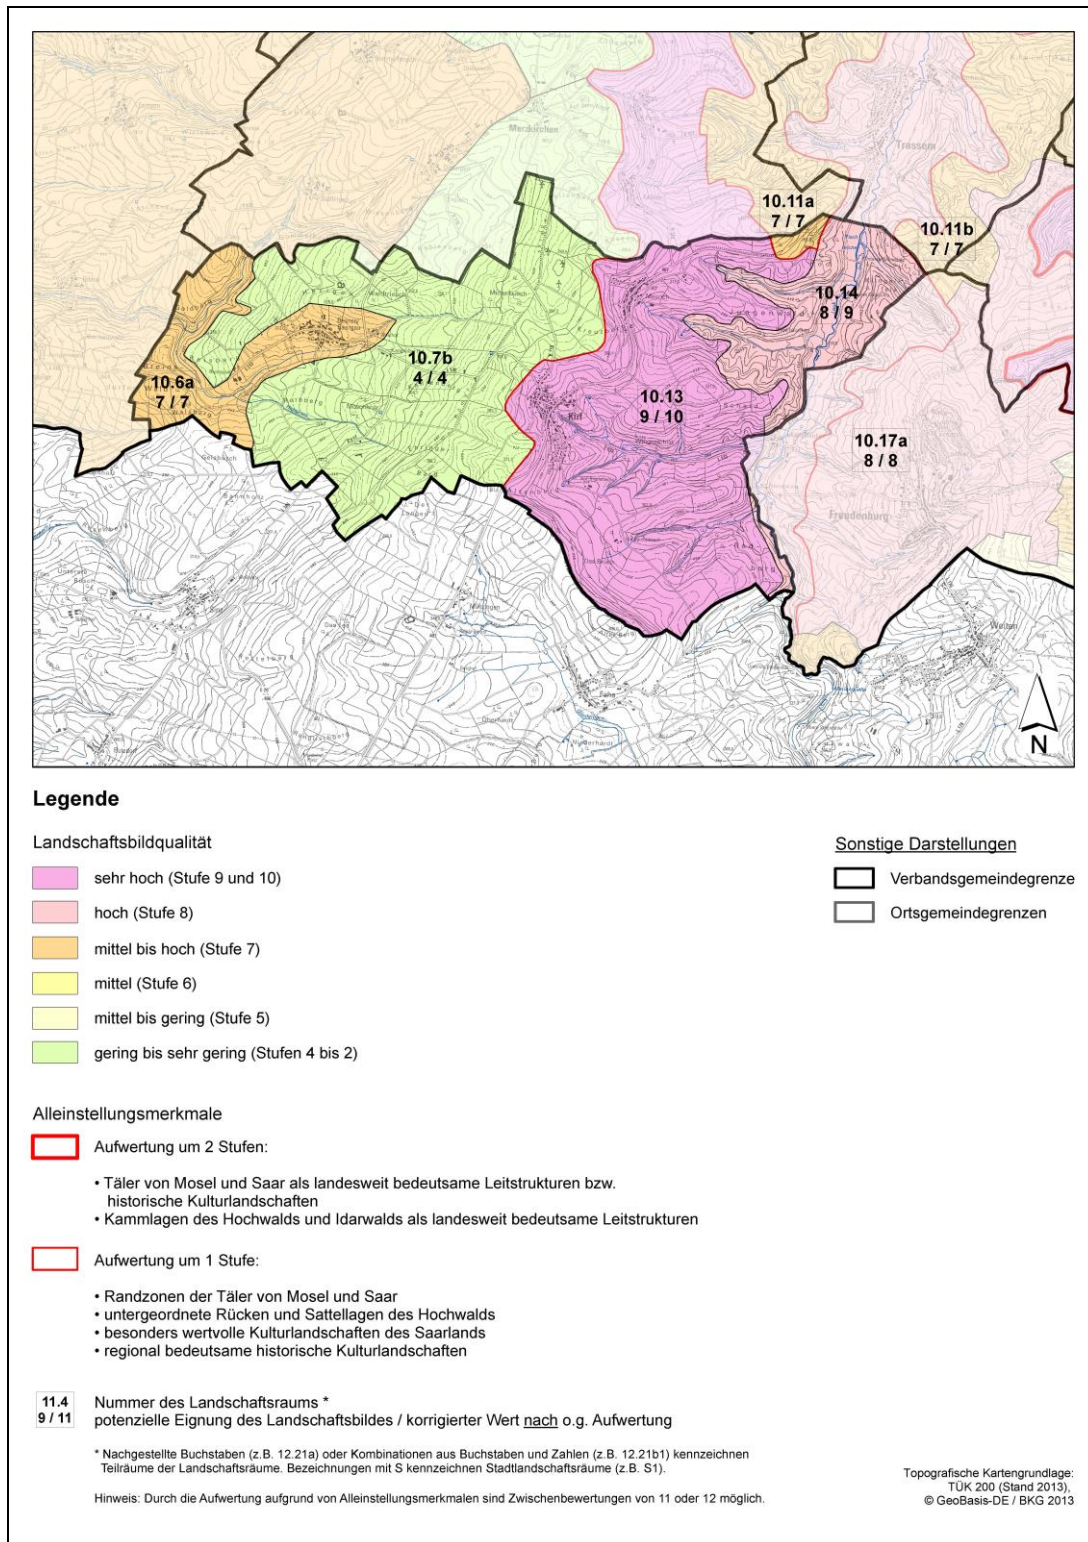 Merzkirchen
Trassem
10.11a
7 / 7
10.11b
7 / 7
10.14
8 / 9
10.7b
4 / 4
10.6a
7 / 7
10.13
9 / 10
Kirf
10.17a
8 / 8
Freudenburg
Weiten
N
Legende
Landschaftsbildqualität
sehr hoch (Stufe 9 und 10)
hoch (Stufe 8)
mittel bis hoch (Stufe 7)
mittel (Stufe 6)
mittel bis gering (Stufe 5)
gering bis sehr gering (Stufen 4 bis 2)
Sonstige Darstellungen
Verbandsgemeindegrenze
Ortsgemeindegrenzen
Alleinstellungsmerkmale
Aufwertung um 2 Stufen:
• Täler von Mosel und Saar als landesweit bedeutsame Leitstrukturen bzw.
historische Kulturlandschaften
• Kammlagen des Hochwalds und Idarwalds als landesweit bedeutsame Leitstrukturen
Aufwertung um 1 Stufe:
• Randzonen der Täler von Mosel und Saar
• untergeordnete Rücken und Sattellagen des Hochwalds
• besonders wertvolle Kulturlandschaften des Saarlands
• regional bedeutsame historische Kulturlandschaften
11.4
9 / 11
Nummer des Landschaftsraums *
potenzielle Eignung des Landschaftsbildes / korrigierter Wert nach o.g. Aufwertung
* Nachgestellte Buchstaben (z.B. 12.21a) oder Kombinationen aus Buchstaben und Zahlen (z.B. 12.21b1) kennzeichnen
Teilräume der Landschaftsräume. Bezeichnungen mit S kennzeichnen Stadtlandschaftsräume (z.B. S1).
Hinweis: Durch die Aufwertung aufgrund von Alleinstellungsmerkmalen sind Zwischenbewertungen von 11 oder 12 möglich.
Topografische Kartengrundlage:
TÜK 200 (Stand 2013),
© GeoBasis-DE / BKG 2013